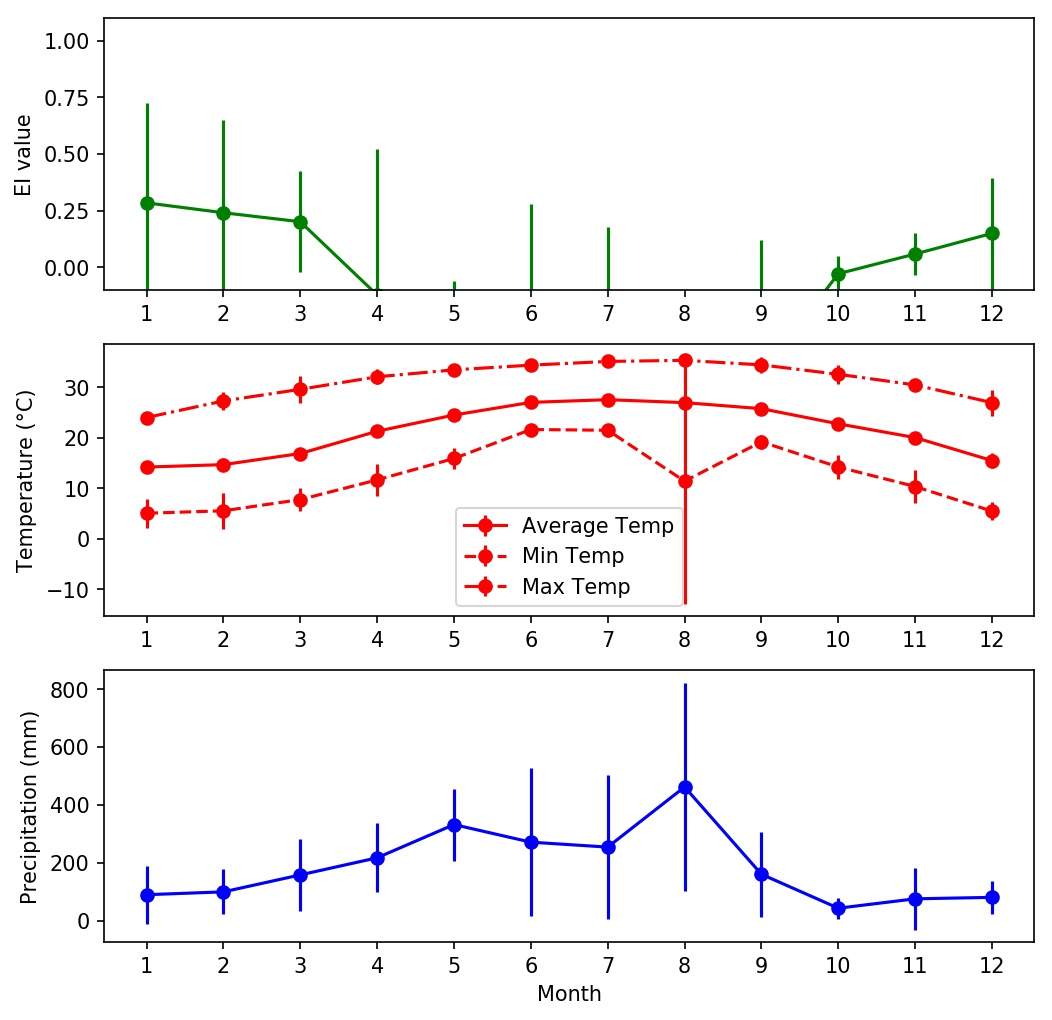 EI value
1.00
0.75
0.50
0.25
0.00
1 2 3 4 5 6 7 8 9 10 11 12
Temperature (°C)
30
20
10
0
−10
Average Temp
Min Temp
Max Temp
1 2 3 4 5 6 7 8 9 10 11 12
Precipitation (mm)
800
600
400
200
0
1 2 3 4 5 6 7 8 9 10 11 12
Month